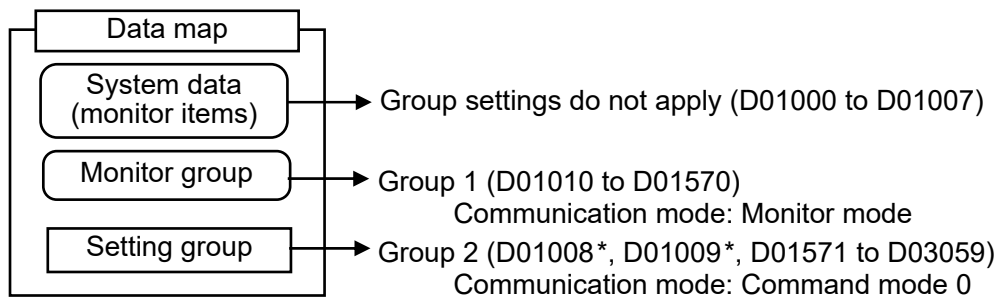 Data map
System data
(monitor items)
Group settings do not apply (D01000 to D01007)
Monitor group
Group 1 (D01010 to D01570)
Communication mode: Monitor mode
Setting group
Group 2 (D01008*, D01009*, D01571 to D03059)
Communication mode: Command mode 0